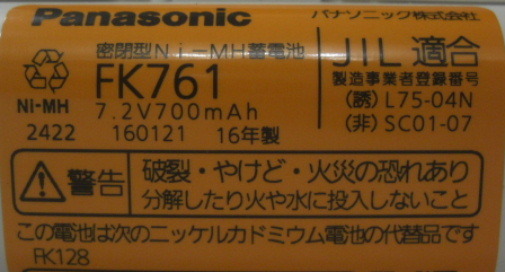 Panasonic パナソニック株式会社
密閉型Ni-MH蓄電池 JIL適合
FK761 製造事業者登録番号
7.2V700mAh (誘)L75-04N
Ni-MH (非)SC01-07
2422 160121 16年製
警告 破裂・やけど・火災の恐れあり
分解したり火や水に投入しないこと
この電池は次のニッケルカドミウム電池の代替品です
FK128